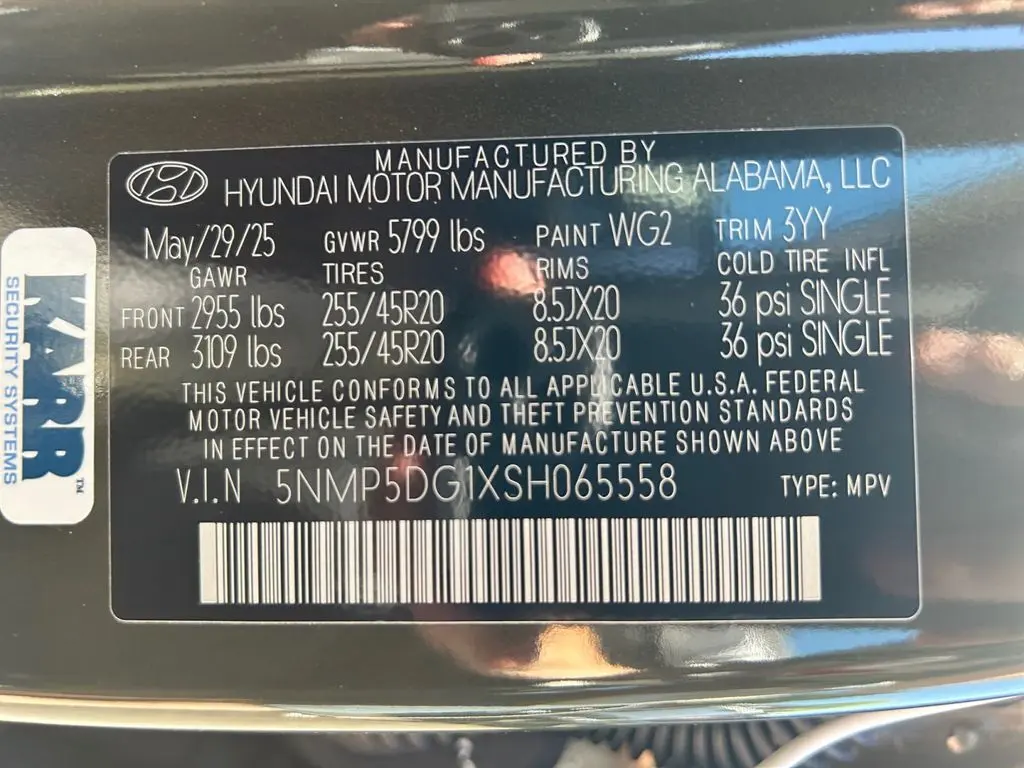 MANUFACTURED BY
HYUNDAI MOTOR MANUFACTURING ALABAMA, LLC
May/29/25 GVWR 5799 lbs PAINT WG2 TRIM 3YY
GAWR TIRES RIMS COLD TIRE INFL
FRONT 2955 lbs 255/45R20 8.5JX20 36 psi SINGLE
REAR 3109 lbs 255/45R20 8.5JX20 36 psi SINGLE
THIS VEHICLE CONFORMS TO ALL APPLICABLE U.S.A. FEDERAL
MOTOR VEHICLE SAFETY AND THEFT PREVENTION STANDARDS
IN EFFECT ON THE DATE OF MANUFACTURE SHOWN ABOVE
V.I.N 5NMP5DG1XSH065558 TYPE: MPV
KARR™
SECURITY SYSTEMS